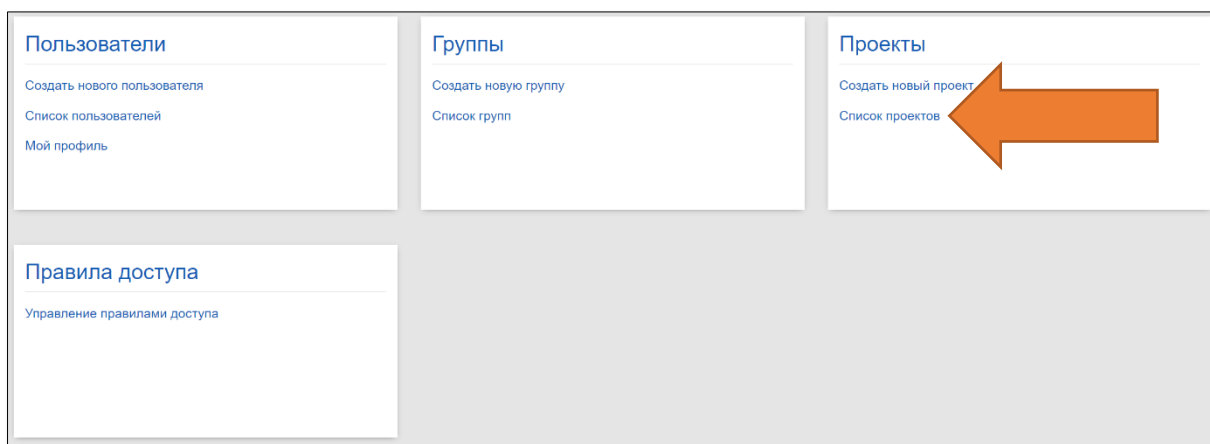 Пользователи
Создать нового пользователя
Список пользователей
Мой профиль
Группы
Создать новую группу
Список групп
Проекты
Создать новый проект
Список проектов
Правила доступа
Управление правилами доступа